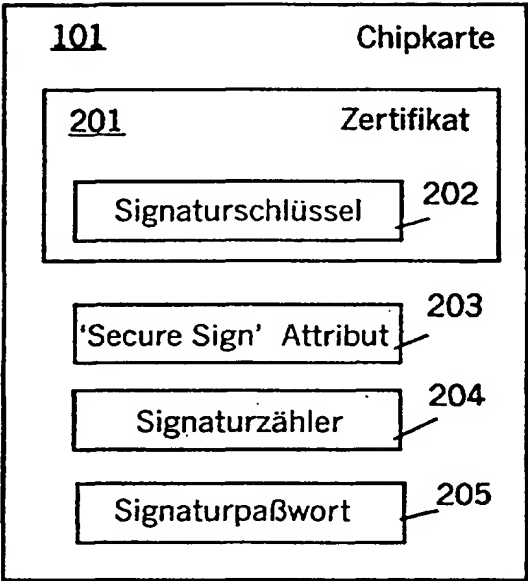 101 Chipkarte
201 Zertifikat
Signaturschlüssel 202
'Secure Sign' Attribut 203
Signaturzähler 204
Signaturpaßwort 205